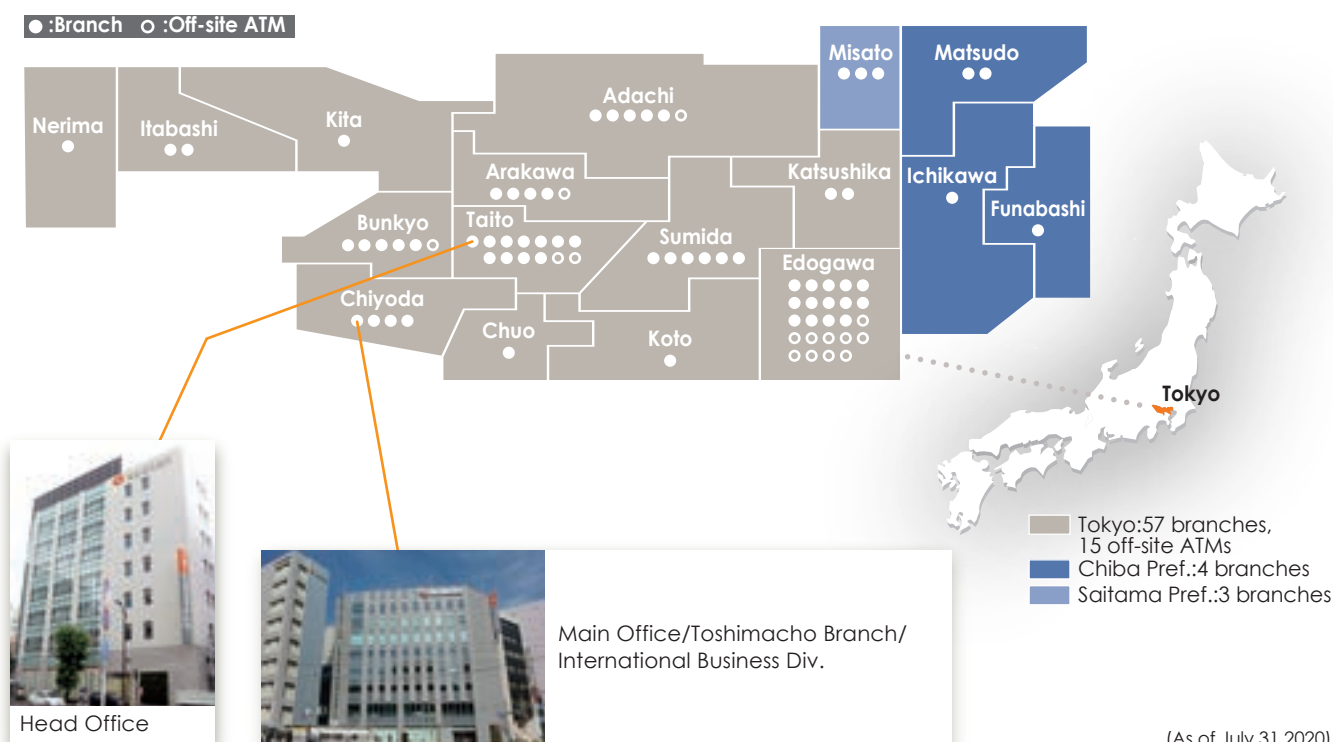 :Branch :Off-site ATM
Misato
Matsudo
Adachi
Nerima
Itabashi
Kita
Arakawa
Katsushika
Ichikawa
Bunkyo
Taito
Funabashi
Sumida
Edogawa
Chiyoda
Chuo
Koto
Tokyo
Tokyo:57 branches,
15 off-site ATMs
Chiba Pref.:4 branches
Saitama Pref.:3 branches
Main Office/Toshimacho Branch/
International Business Div.
Head Office
(As of July 31,2020)